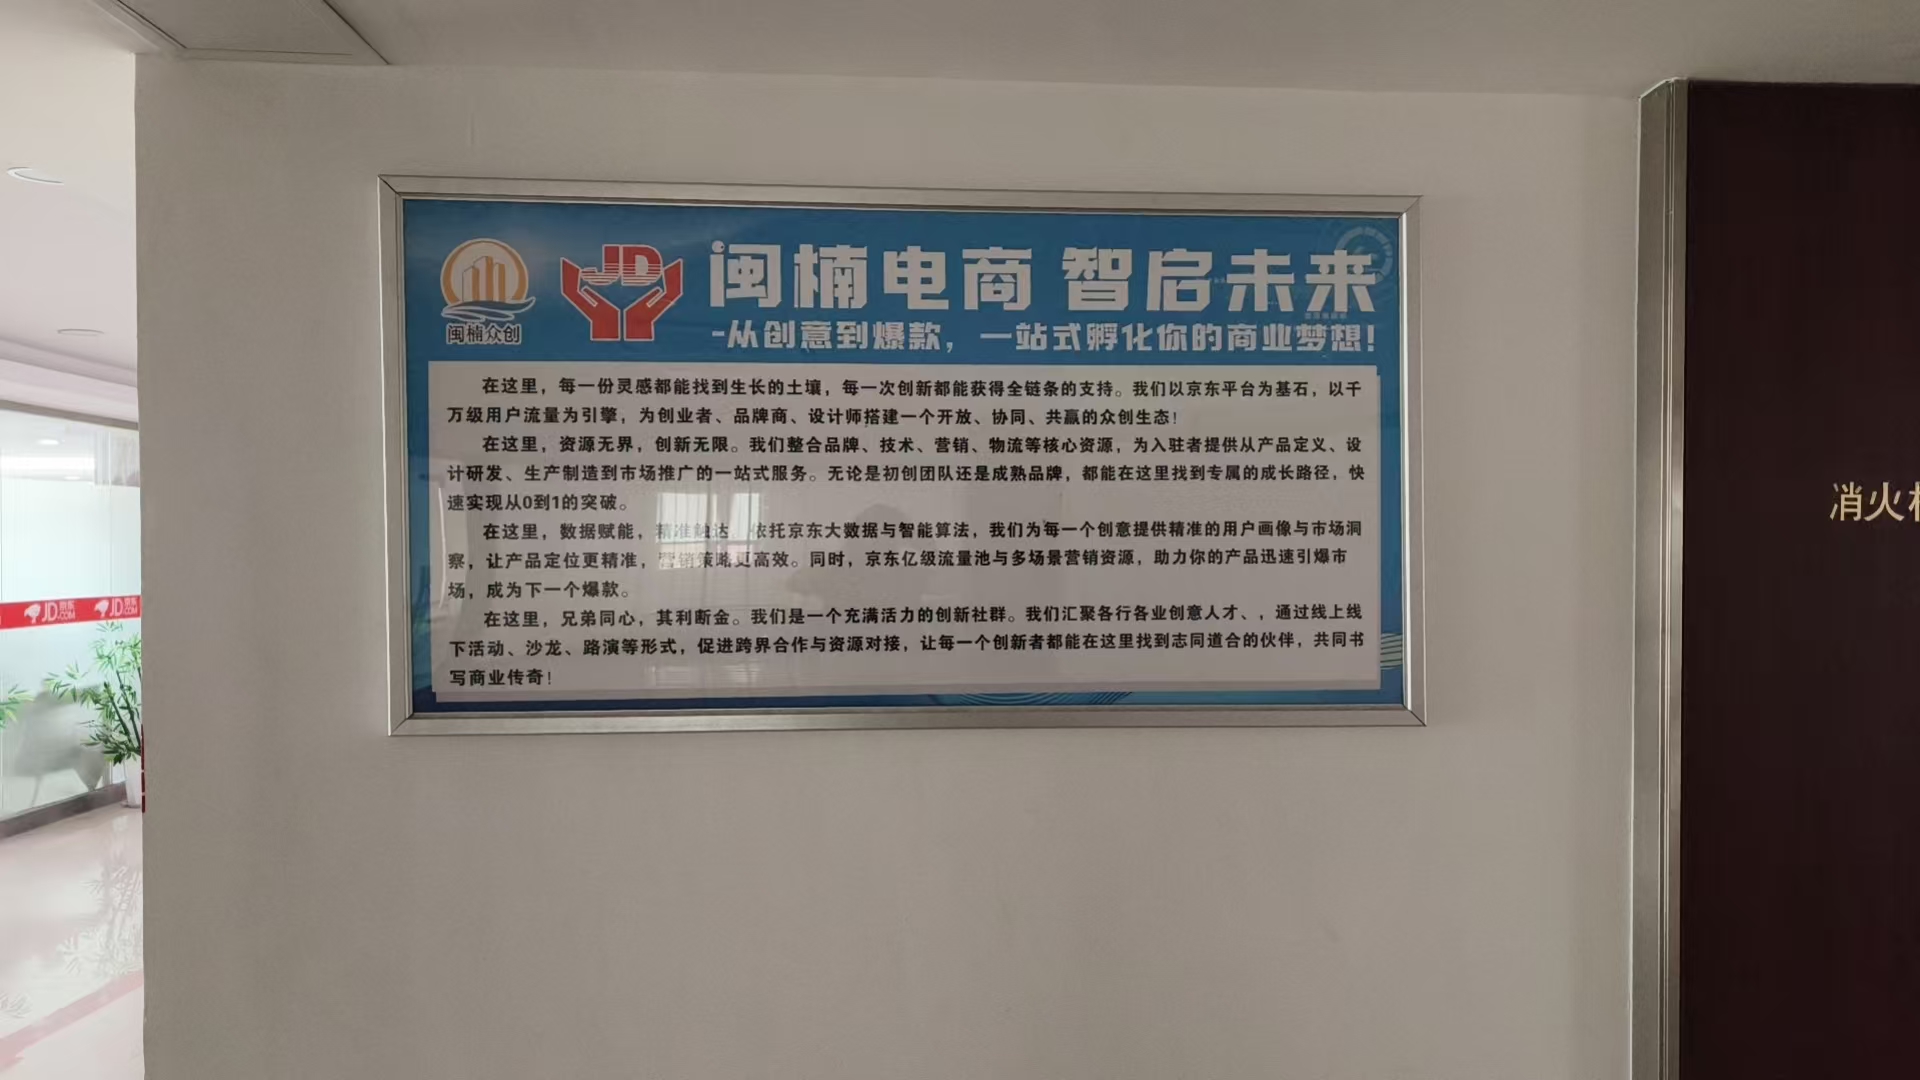 闽楠众创
JD
闽楠电商 智启未来
-从创意到爆款，一站式孵化你的商业梦想！
在这里，每一份灵感都能找到生长的土壤，每一次创新都能获得全链条的支持。我们以京东平台为基石，以千
万级用户流量为引擎，为创业者、品牌商、设计师搭建一个开放、协同、共赢的众创生态！
在这里，资源无界，创新无限。我们整合品牌、技术、营销、物流等核心资源，为入驻者提供从产品定义、设
计研发、生产制造到市场推广的一站式服务。无论是初创团队还是成熟品牌，都能在这里找到专属的成长路径，快
速实现从0到1的突破。
在这里，数据赋能，精准触达 依托京东大数据与智能算法，我们为每一个创意提供精准的用户画像与市场洞
察，让产品定位更精准，营销策略更高效。同时，京东亿级流量池与多场景营销资源，助力你的产品迅速引爆市
场，成为下一个爆款。
在这里，兄弟同心，其利断金。我们是一个充满活力的创新社群。我们汇聚各行各业创意人才、，通过线上线
下活动、沙龙、路演等形式，促进跨界合作与资源对接，让每一个创新者都能在这里找到志同道合的伙伴，共同书
写商业传奇！
JD京东.COM JD京东.COM
消火